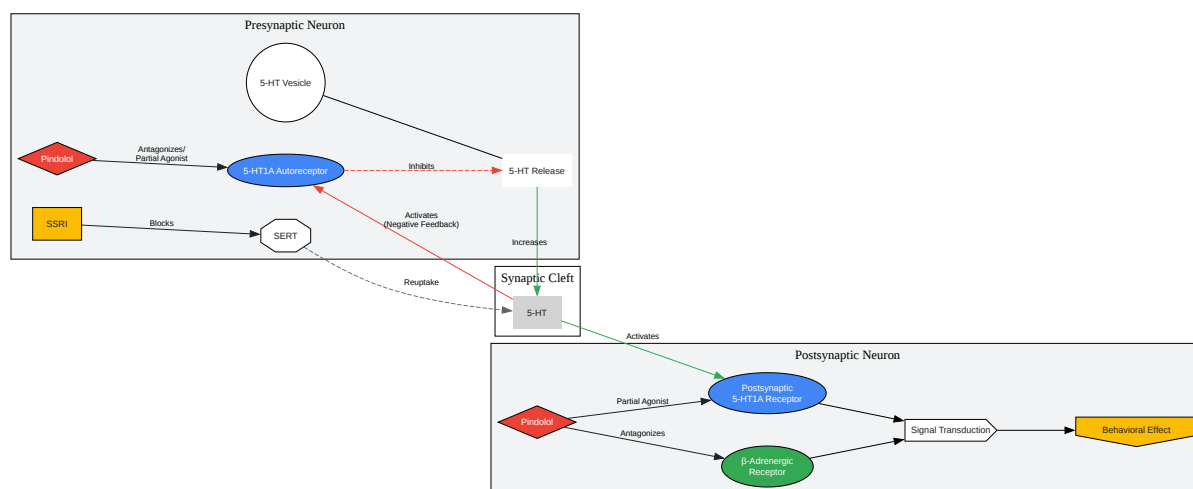 Presynaptic Neuron
5-HT Vesicle
Pindolol
Antagonizes/
Partial Agonist
5-HT1A Autoreceptor
Inhibits
5-HT Release
SSRI
Blocks
SERT
Activates
(Negative Feedback)
Increases
Reuptake
Synaptic Cleft
5-HT
Activates
Postsynaptic Neuron
Pindolol
Partial Agonist
Antagonizes
Postsynaptic
5-HT1A Receptor
β-Adrenergic
Receptor
Signal Transduction
Behavioral Effect